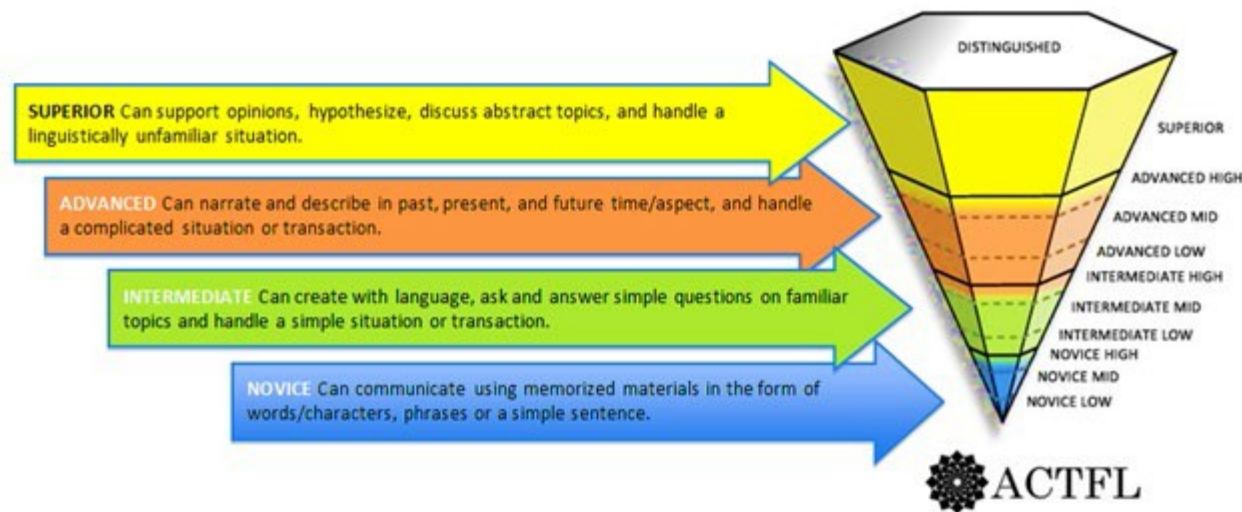 DISTINGUISHED
SUPERIOR Can support opinions, hypothesize, discuss abstract topics, and handle a
linguistically unfamiliar situation.
ADVANCED Can narrate and describe in past, present, and future time/aspect, and handle
a complicated situation or transaction.
INTERMEDIATE Can create with language, ask and answer simple questions on familiar
topics and handle a simple situation or transaction.
NOVICE Can communicate using memorized materials in the form of
words/characters, phrases or a simple sentence.
SUPERIOR
ADVANCED HIGH
ADVANCED MID
ADVANCED LOW
INTERMEDIATE HIGH
INTERMEDIATE MID
INTERMEDIATE LOW
NOVICE HIGH
NOVICE MID
NOVICE LOW
ACTFL